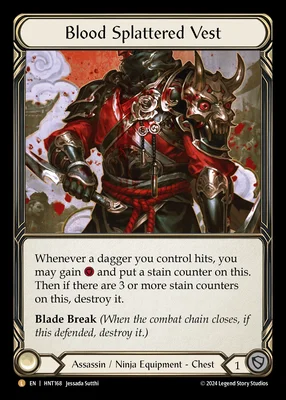 Blood Splattered Vest
Whenever a dagger you control hits, you
may gain and put a stain counter on this.
Then if there are 3 or more stain counters
on this, destroy it.
Blade Break (When the combat chain closes, if
this defended, destroy it.)
Assassin / Ninja Equipment - Chest
1
L EN | HNT168 Jessada Sutthi
© 2024 Legend Story Studios